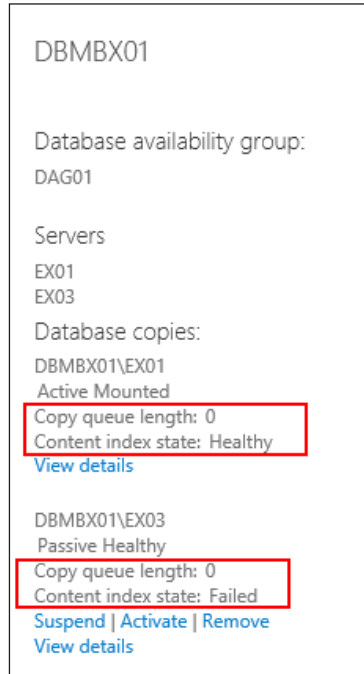 DBMBX01
Database availability group:
DAG01
Servers
EX01
EX03
Database copies:
DBMBX01\EX01
Active Mounted
Copy queue length: 0
Content index state: Healthy
View details
DBMBX01\EX03
Passive Healthy
Copy queue length: 0
Content index state: Failed
Suspend | Activate | Remove
View details